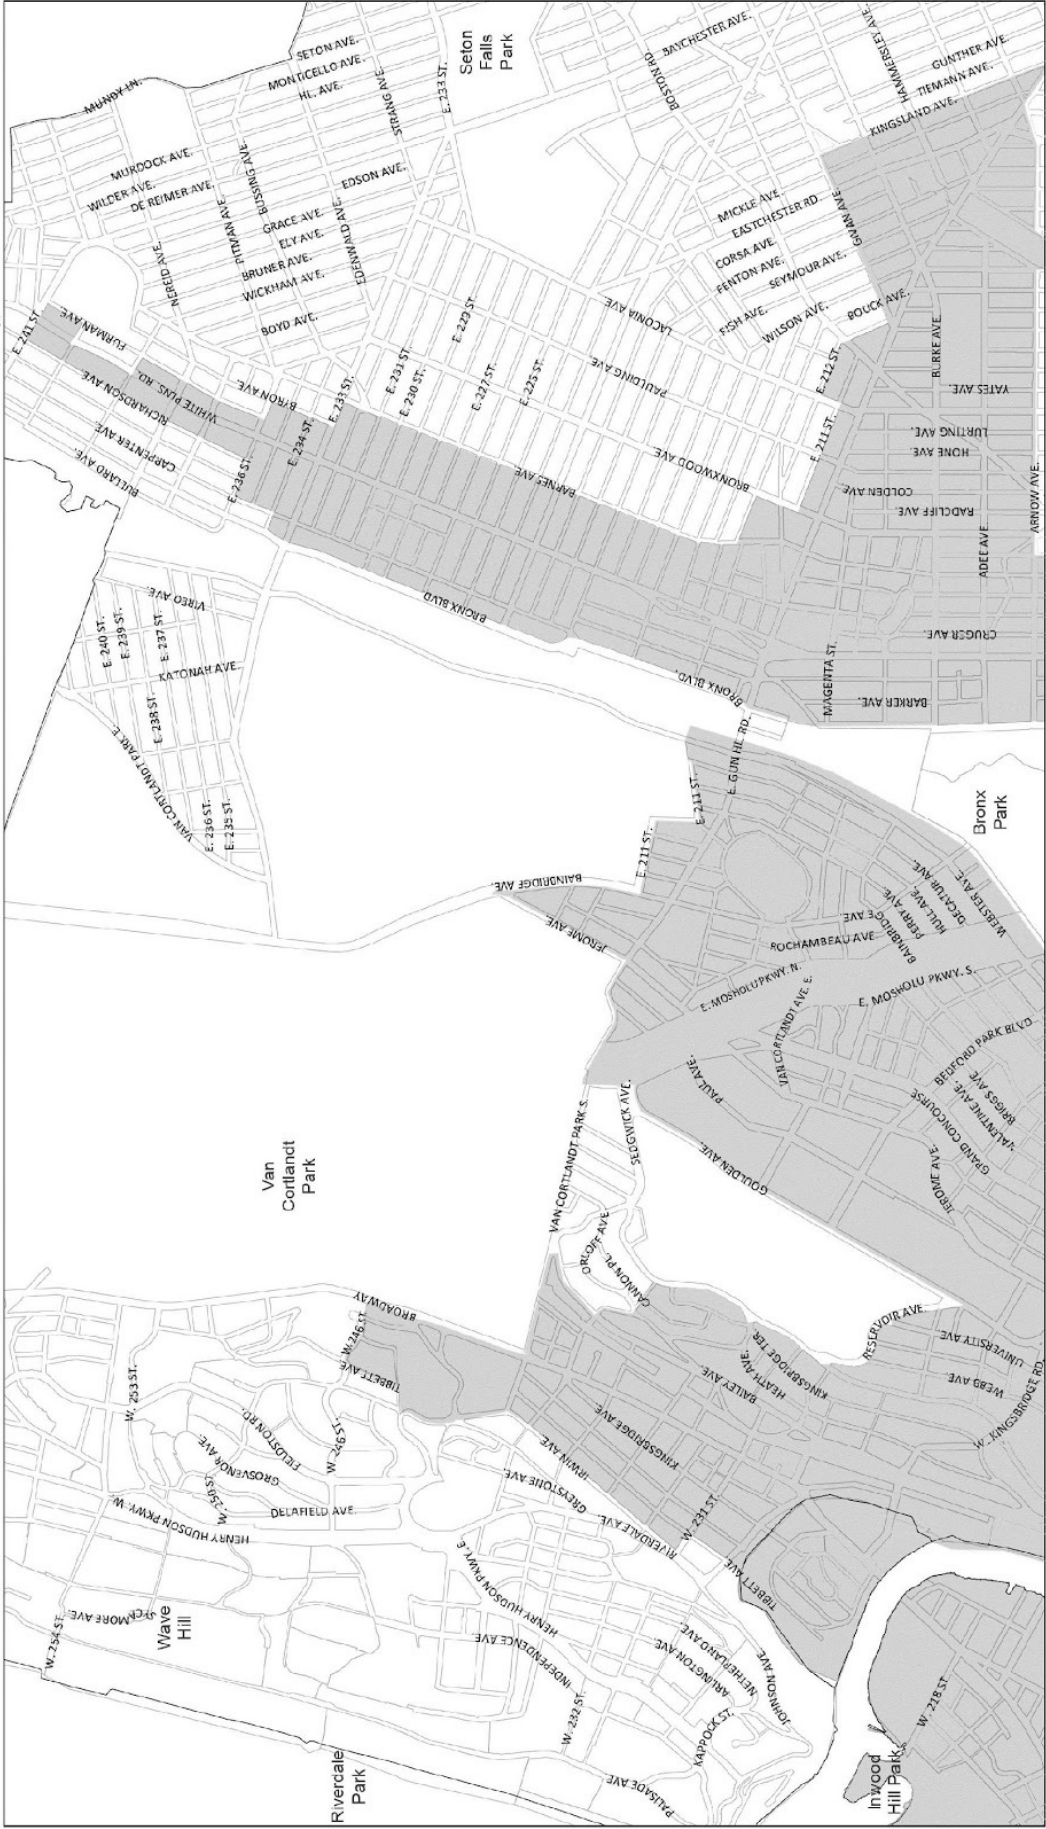 MUNDY LN.
SETON AVE.
MONTICELLO AVE.
HL. AVE.
STRANG AVE
E. 233 ST.
Seton
Falls
Park
BOSTON RD
BAYCHESTER AVE.
HAMMERSLEY AVE
GUNTHER AVE.
TIEMANN AVE.
KINGSLAND AVE.
MURDOCK AVE.
WILDER AVE.
DE REIMER AVE.
BUSSING AVE.
PITMAN AVE
NEREID AVE.
EDSON AVE.
GRACE AVE.
ELY AVE.
BRUNER AVE.
WICKHAM AVE.
EDENWALD AVE.
BOYD AVE.
MICKLE AVE.
EASTCHESTER RD
CORSA AVE.
FENTON AVE.
SEYMOUR AVE.
GIVAN AVE.
FISH AVE.
WILSON AVE.
BOUCK AVE.
LACONIA AVE.
E. 241 ST.
FURMAN AVE
WHITE PLNS. RD.
RICHARDSON AVE
CARPENTER AVE.
BULLARD AVE.
BYRON AVE.
E. 233 ST.
E. 234 ST.
E. 236 ST.
E. 231 ST.
E. 230 ST.
E. 229 ST.
E. 227 ST.
E. 225 ST.
PAULDING AVE.
BRONXWOOD AVE.
BARNES AVE
E. 212 ST.
E. 211 ST.
BURKE AVE.
YATES AVE.
LURTING AVE.
HONE AVE.
COLDEN AVE.
RADCLIFF AVE.
ADEE AVE.
ARNOW AVE.
CRUGER AVE.
MAGENTA ST.
BARKER AVE.
BRONX BLVD
BRONX BLVD.
VIREO AVE.
E. 240 ST.
E. 239 ST.
E. 237 ST.
KATONAH AVE.
E. 238 ST.
VAN CORTLANDT PARK E.
E. 236 ST.
E. 235 ST.
E. GUN HL. RD.
E. 211 ST.
E. 211 ST.
Bronx
Park
BAINBRIDGE AVE.
JEROME AVE.
WEBSTER AVE.
DECATUR AVE.
HULL AVE.
PERRY AVE.
BAINBRIDGE AVE
ROCHAMBEAU AVE.
E. MOSHOLU PKWY. N.
E. MOSHOLU PKWY. S.
VAN CORTLANDT AVE. E.
PAUL AVE.
BEDFORD PARK BLVD
BRIGGS AVE
VALENTINE AVE.
GRAND CONCOURSE
JEROME AVE.
Van
Cortlandt
Park
VAN CORTLANDT PARK S.
SEDGWICK AVE.
GOULDEN AVE.
ORLOFF AVE.
CANNON PL.
BROADWAY
W. 246 ST.
TIBBETT AVE.
RESERVOIR AVE.
UNIVERSITY AVE
WEBB AVE
W. KINGSBRIDGE RD.
KINGSBRIDGE TER
HEATH AVE.
BAILEY AVE
KINGSBRIDGE AVE.
IRWIN AVE
GREYSTONE AVE.
RIVERDALE AVE.
W. 231 ST.
TIBBETT AVE.
W. 253 ST.
FIELDSTON RD.
GROSVENOR AVE.
W. 246 ST.
W. 250 ST.
DELAFIELD AVE.
HENRY HUDSON PKWY. W.
HENRY HUDSON PKWY. E
SYCAMORE AVE.
W. 254 ST.
Wave
Hill
INDEPENDENCE AVE
W. 232 ST.
ARLINGTON AVE.
NETHERLAND AVE.
JOHNSON AVE.
KAPPOCK ST.
PALISADE AVE
Riverdale
Park
W. 218 ST.
Inwood
Hill Park